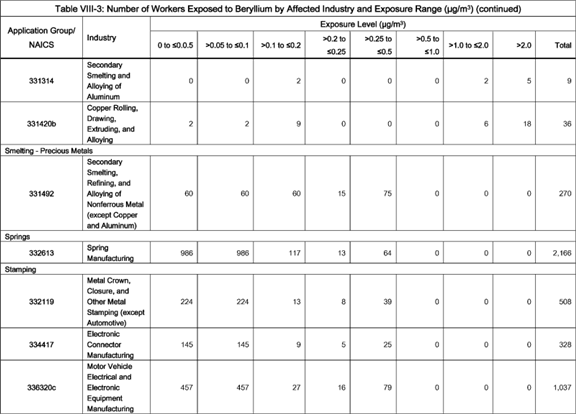 Table VIII-3: Number of Workers Exposed to Beryllium by Affected Industry and Exposure Range (µg/m³) (continued)
Application Group/ NAICS | Industry | Exposure Level (µg/m³)
0 to ≤0.0.5 | >0.05 to ≤0.1 | >0.1 to ≤0.2 | >0.2 to ≤0.25 | >0.25 to ≤0.5 | >0.5 to ≤1.0 | >1.0 to ≤2.0 | >2.0 | Total
331314 | Secondary Smelting and Alloying of Aluminum | 0 | 0 | 2 | 0 | 0 | 0 | 2 | 5 | 9
331420b | Copper Rolling, Drawing, Extruding, and Alloying | 2 | 2 | 9 | 0 | 0 | 0 | 6 | 18 | 36
Smelting - Precious Metals
331492 | Secondary Smelting, Refining, and Alloying of Nonferrous Metal (except Copper and Aluminum) | 60 | 60 | 60 | 15 | 75 | 0 | 0 | 0 | 270
Springs
332613 | Spring Manufacturing | 986 | 986 | 117 | 13 | 64 | 0 | 0 | 0 | 2,166
Stamping
332119 | Metal Crown, Closure, and Other Metal Stamping (except Automotive) | 224 | 224 | 13 | 8 | 39 | 0 | 0 | 0 | 508
334417 | Electronic Connector Manufacturing | 145 | 145 | 9 | 5 | 25 | 0 | 0 | 0 | 328
336320c | Motor Vehicle Electrical and Electronic Equipment Manufacturing | 457 | 457 | 27 | 16 | 79 | 0 | 0 | 0 | 1,037